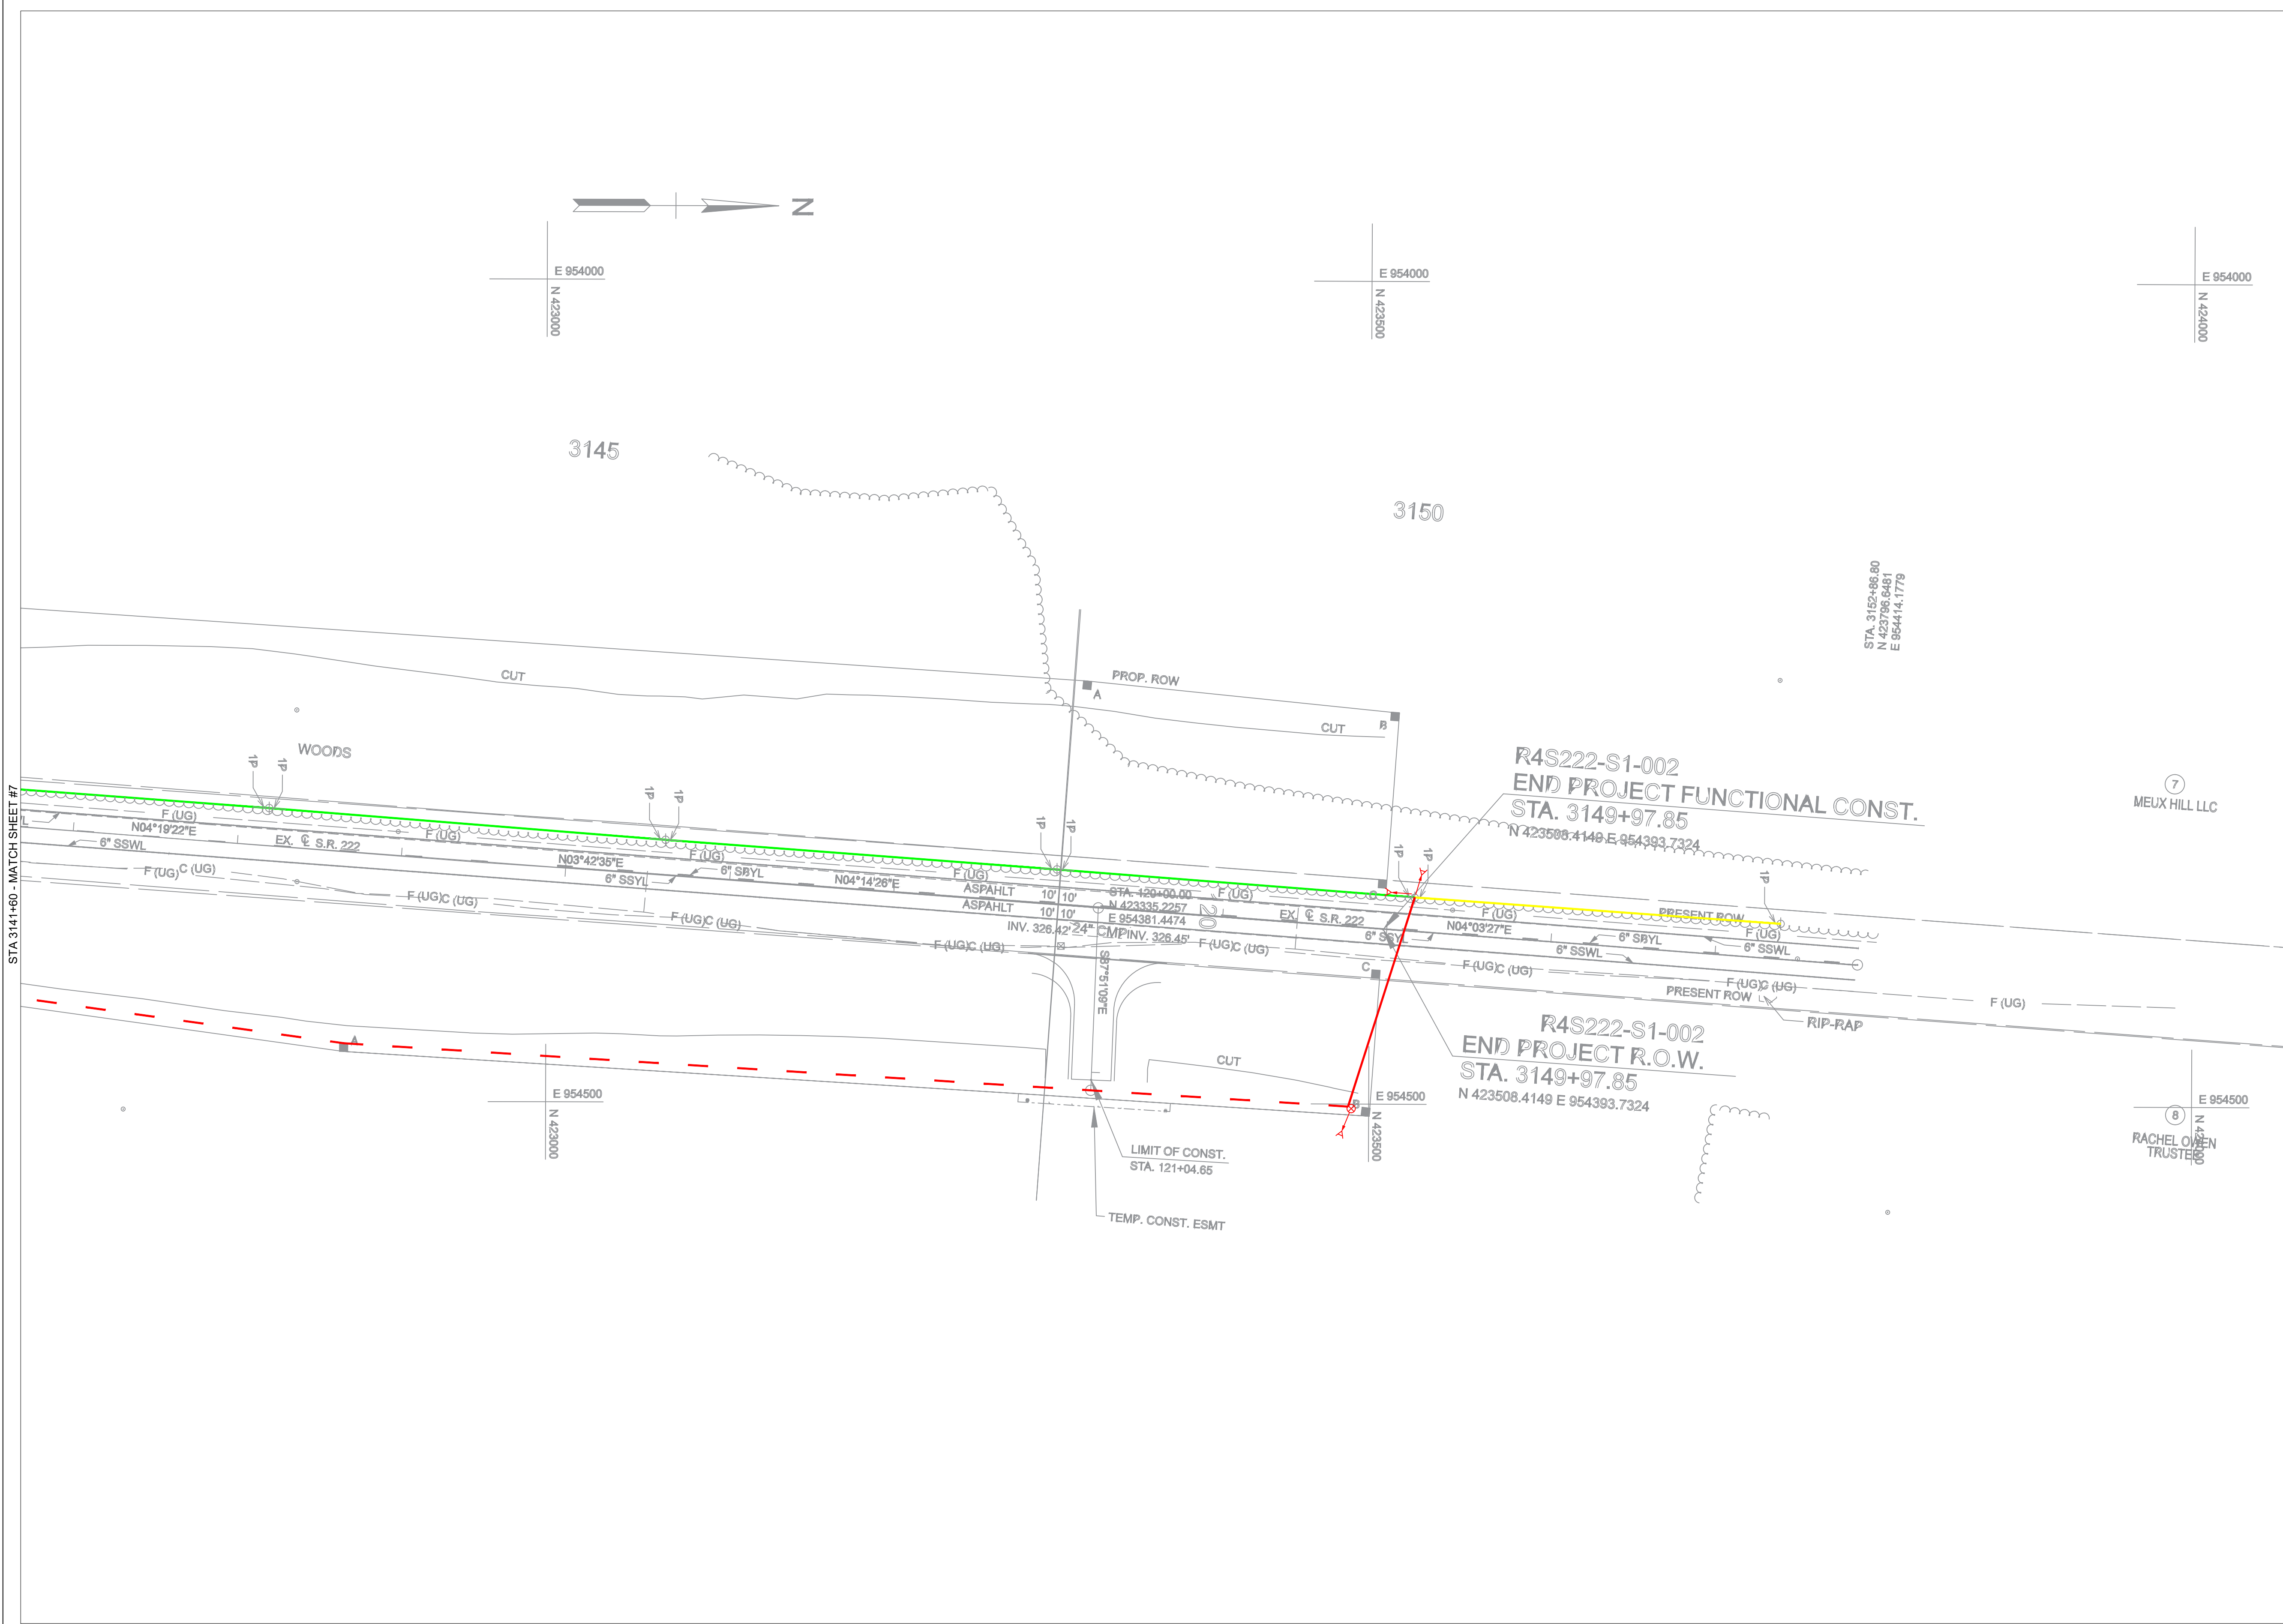 STA 3141+60 - MATCH SHEET #7
N
E 954000
N 423000
E 954000
N 423500
E 954000
N 424000
3145
3150
STA. 3152+86.80
N 423796.6481
E 954414.1779
CUT
PROP. ROW
A
B
CUT
WOODS
1P
1P
1P
1P
1P
1P
1P
1P
1P
R4S222-S1-002
END PROJECT FUNCTIONAL CONST.
STA. 3149+97.85
N 423508.4149 E 954393.7324
7
MEUX HILL LLC
F (UG)
N04°19'22"E
6" SSWL
F (UG)
C (UG)
EX. ℄ S.R. 222
F (UG)
N03°42'35"E
6" SSYL
6" SBYL
F (UG)
C (UG)
F (UG)
N04°14'26"E
F (UG)
C (UG)
F (UG)
ASPAHLT
ASPAHLT
10' 10'
10' 10'
STA. 120+00.00
N 423335.2257
E 954381.4474
120
INV. 326.42'
24" CMP
INV. 326.45'
F (UG)
C (UG)
F (UG)
F (UG)
C (UG)
EX. ℄ S.R. 222
6" SSYL
N04°03'27"E
F (UG)
6" SSWL
6" SBYL
PRESENT ROW
F (UG)
6" SSWL
F (UG)
C (UG)
F (UG)
C (UG)
PRESENT ROW
F (UG)
RIP-RAP
S87°51'09"E
C
C
A
B
CUT
R4S222-S1-002
END PROJECT R.O.W.
STA. 3149+97.85
N 423508.4149 E 954393.7324
E 954500
N 423000
E 954500
N 423500
E 954500
N 424000
8
RACHEL OWEN
TRUSTEE
LIMIT OF CONST.
STA. 121+04.65
TEMP. CONST. ESMT